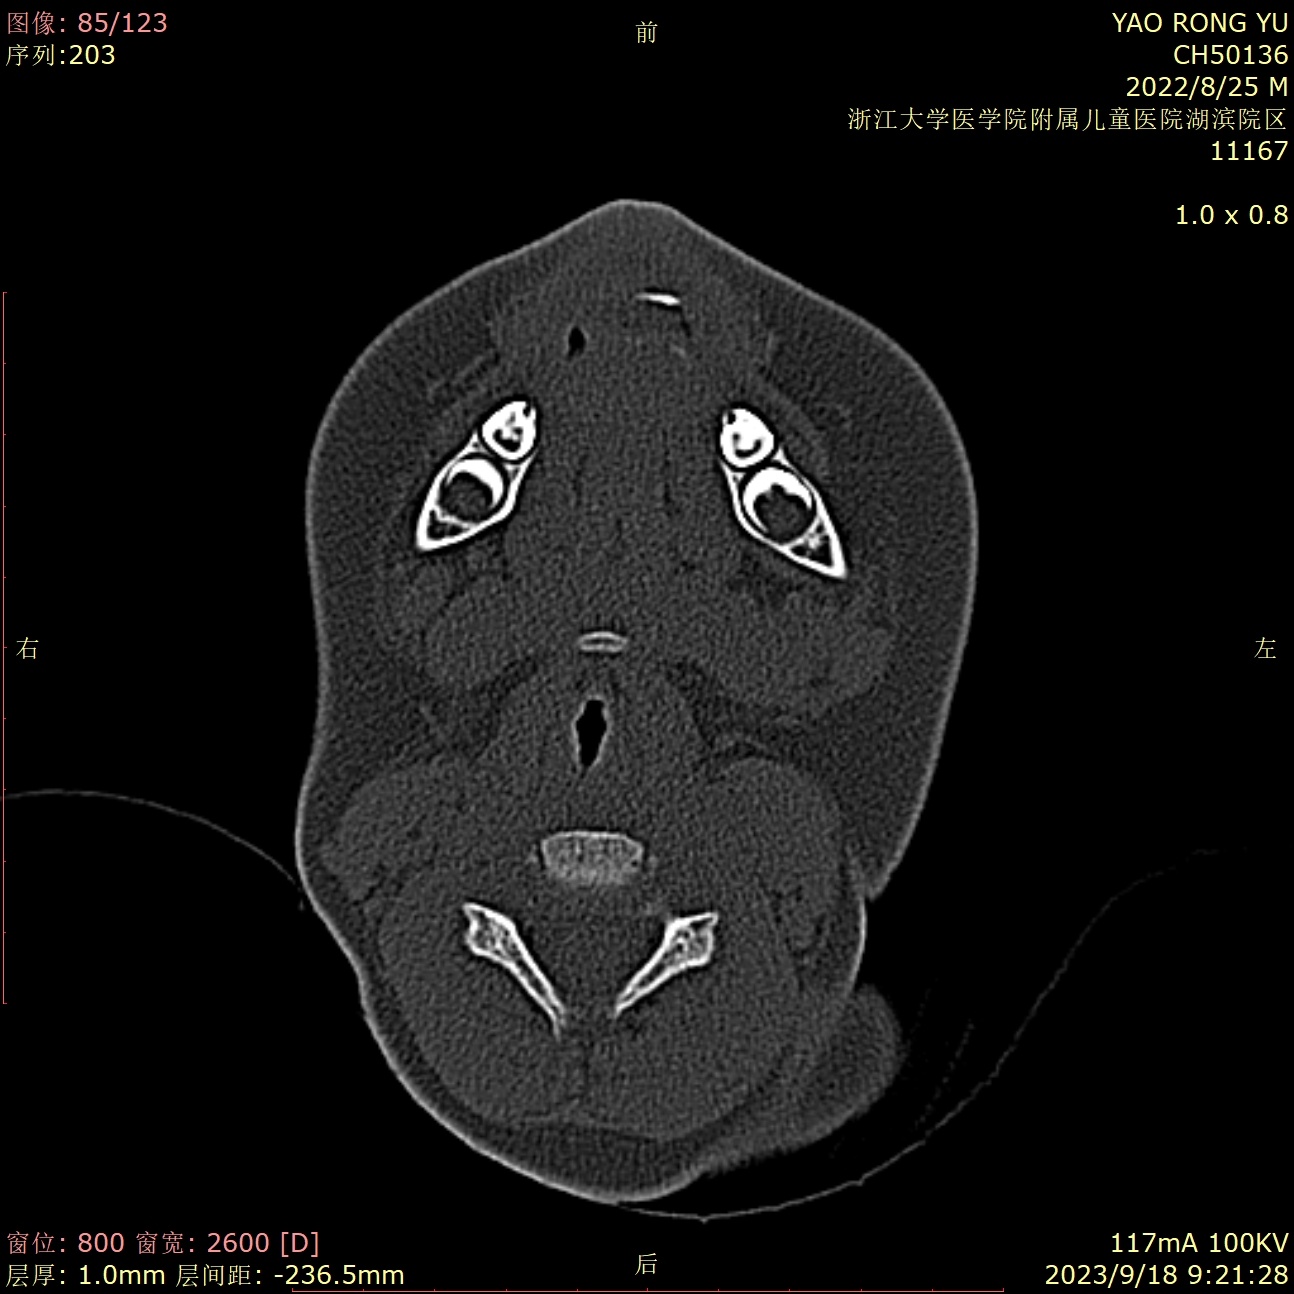 图像: 85/123
序列:203
前
YAO RONG YU
CH50136
2022/8/25 M
浙江大学医学院附属儿童医院湖滨院区
11167
1.0 x 0.8
右
左
窗位: 800 窗宽: 2600 [D]
层厚: 1.0mm 层间距: -236.5mm
后
117mA 100KV
2023/9/18 9:21:28